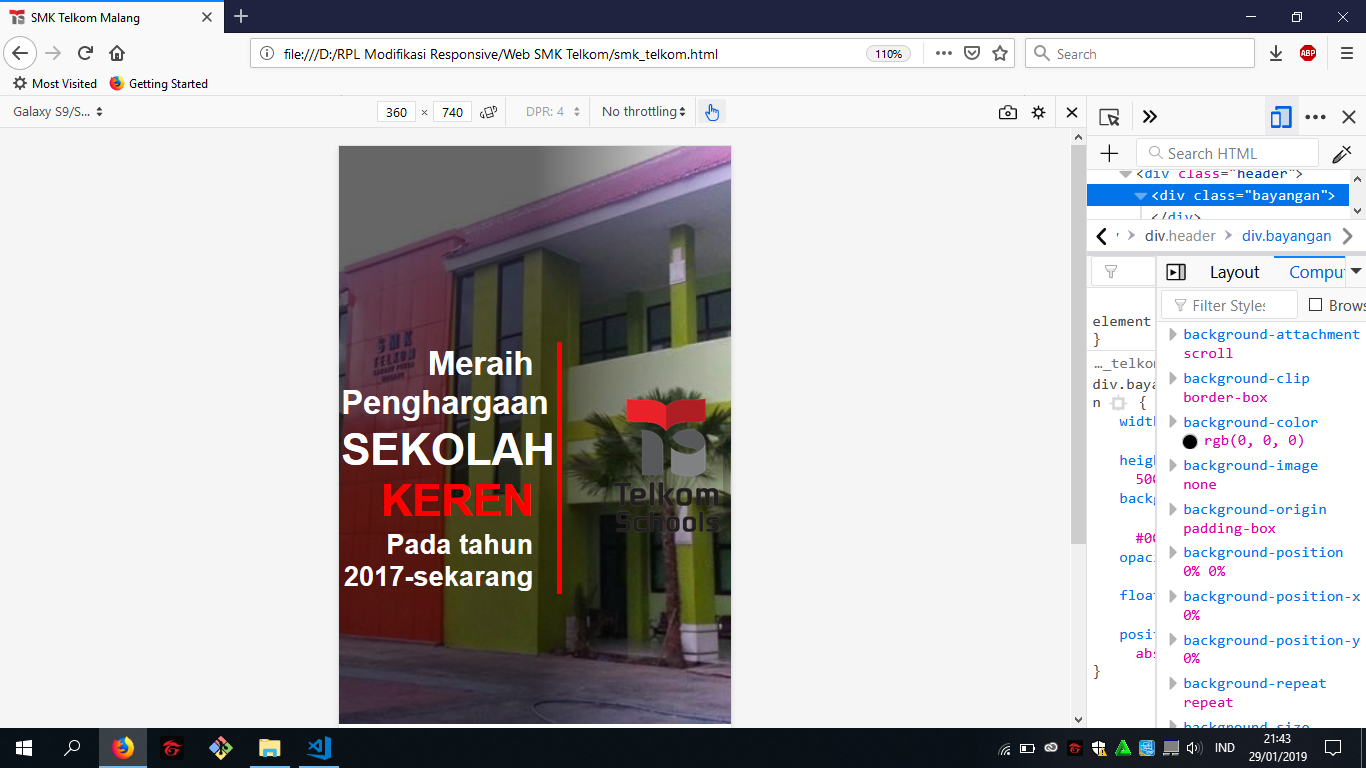 SMK Telkom Malang
file:///D:/RPL Modifikasi Responsive/Web SMK Telkom/smk_telkom.html
110%
Search
ABP
Most Visited
Getting Started
Galaxy S9/S...
360 × 740
DPR: 4
No throttling
Search HTML
<div class="header">
<div class="bayangan">
</div>
div.header
div.bayangan
Layout
Compu
Filter Styles
Brows
element
}
…_telkom
div.baya
n {
width
heigh
500
backg
#00
opaci
float
posit
abs
}
background-attachment
scroll
background-clip
border-box
background-color
rgb(0, 0, 0)
background-image
none
background-origin
padding-box
background-position
0% 0%
background-position-x
0%
background-position-y
0%
background-repeat
repeat
background-size
SMK
TELKOM
Meraih
Penghargaan
SEKOLAH
KEREN
Pada tahun
2017-sekarang
Telkom
Schools
IND
21:43
29/01/2019